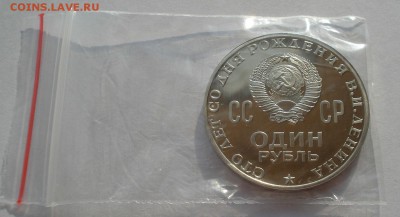 COINS.LAVE.RU
СТО ЛЕТ СО ДНЯ РОЖДЕНИЯ В.И.ЛЕНИНА
СС СР
ОДИН
РУБЛЬ